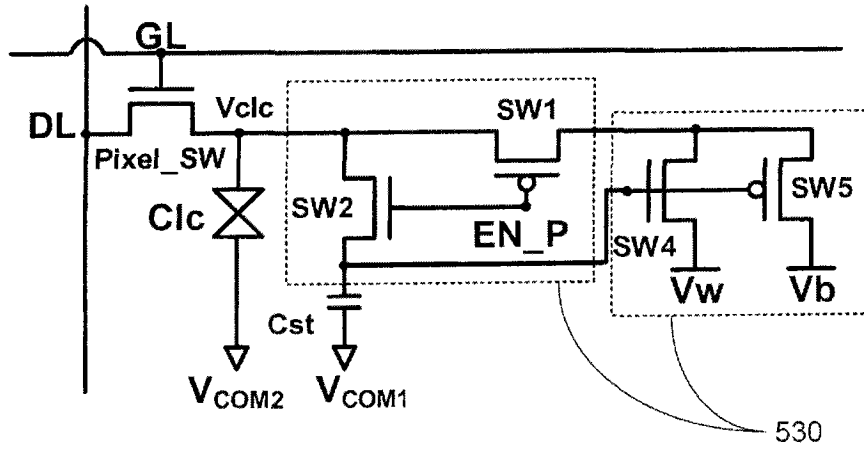 GL
DL
Vclc
Pixel_SW
SW1
SW2
SW5
Clc
EN_P
SW4
Vw
Vb
Cst
VCOM2
VCOM1
530